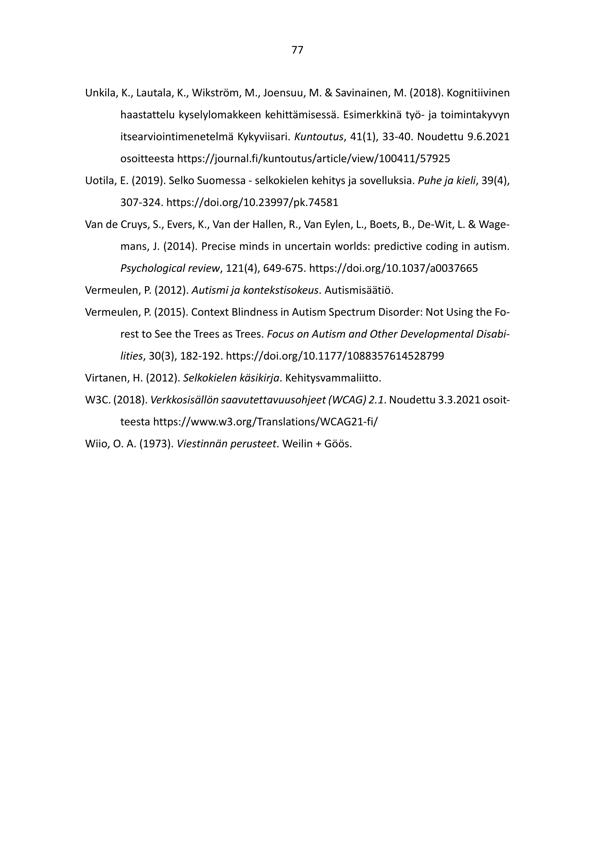 77
Unkila, K., Lautala, K., Wikström, M., Joensuu, M. & Savinainen, M. (2018). Kognitiivinen
haastattelu kyselylomakkeen kehittämisessä. Esimerkkinä työ- ja toimintakyvyn
itsearviointimenetelmä Kykyviisari. Kuntoutus, 41(1), 33-40. Noudettu 9.6.2021
osoitteesta https://journal.fi/kuntoutus/article/view/100411/57925
Uotila, E. (2019). Selko Suomessa - selkokielen kehitys ja sovelluksia. Puhe ja kieli, 39(4),
307-324. https://doi.org/10.23997/pk.74581
Van de Cruys, S., Evers, K., Van der Hallen, R., Van Eylen, L., Boets, B., De-Wit, L. & Wage-
mans, J. (2014). Precise minds in uncertain worlds: predictive coding in autism.
Psychological review, 121(4), 649-675. https://doi.org/10.1037/a0037665
Vermeulen, P. (2012). Autismi ja kontekstisokeus. Autismisäätiö.
Vermeulen, P. (2015). Context Blindness in Autism Spectrum Disorder: Not Using the Fo-
rest to See the Trees as Trees. Focus on Autism and Other Developmental Disabi-
lities, 30(3), 182-192. https://doi.org/10.1177/1088357614528799
Virtanen, H. (2012). Selkokielen käsikirja. Kehitysvammaliitto.
W3C. (2018). Verkkosisällön saavutettavuusohjeet (WCAG) 2.1. Noudettu 3.3.2021 osoit-
teesta https://www.w3.org/Translations/WCAG21-fi/
Wiio, O. A. (1973). Viestinnän perusteet. Weilin + Göös.